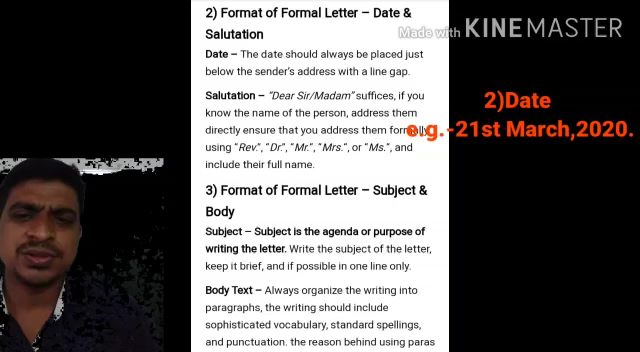 2) Format of Formal Letter – Date &
Salutation
Made with KINEMASTER
Date – The date should always be placed just
below the sender's address with a line gap.
2)Date
e.g.-21st March,2020.
Salutation – "Dear Sir/Madam" suffices, if you
know the name of the person, address them
directly ensure that you address them formally
using "Rev.", "Dr.", "Mr.", "Mrs.", or "Ms.", and
include their full name.
3) Format of Formal Letter – Subject &
Body
Subject – Subject is the agenda or purpose of
writing the letter. Write the subject of the letter,
keep it brief, and if possible in one line only.
Body Text – Always organize the writing into
paragraphs, the writing should include
sophisticated vocabulary, standard spellings,
and punctuation. the reason behind using paras